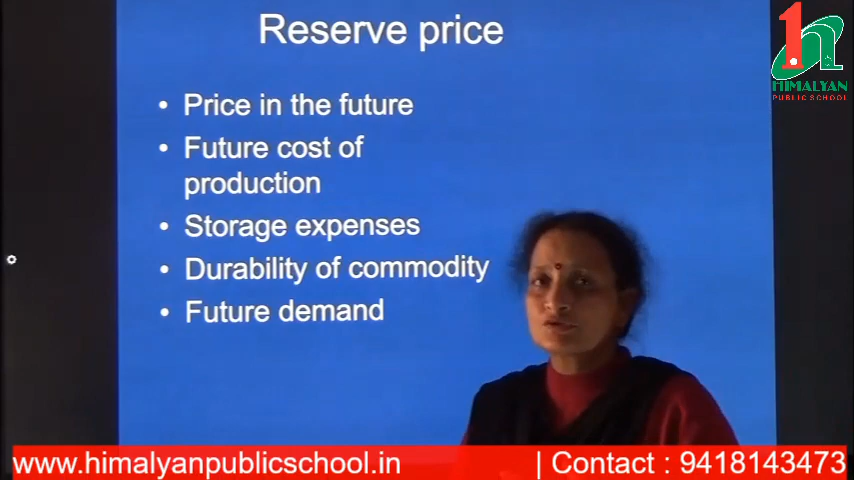 Reserve price
• Price in the future
• Future cost of
production
• Storage expenses
• Durability of commodity
• Future demand
1h
HIMALYAN
PUBLIC SCHOOL
www.himalyanpublicschool.in | Contact : 9418143473